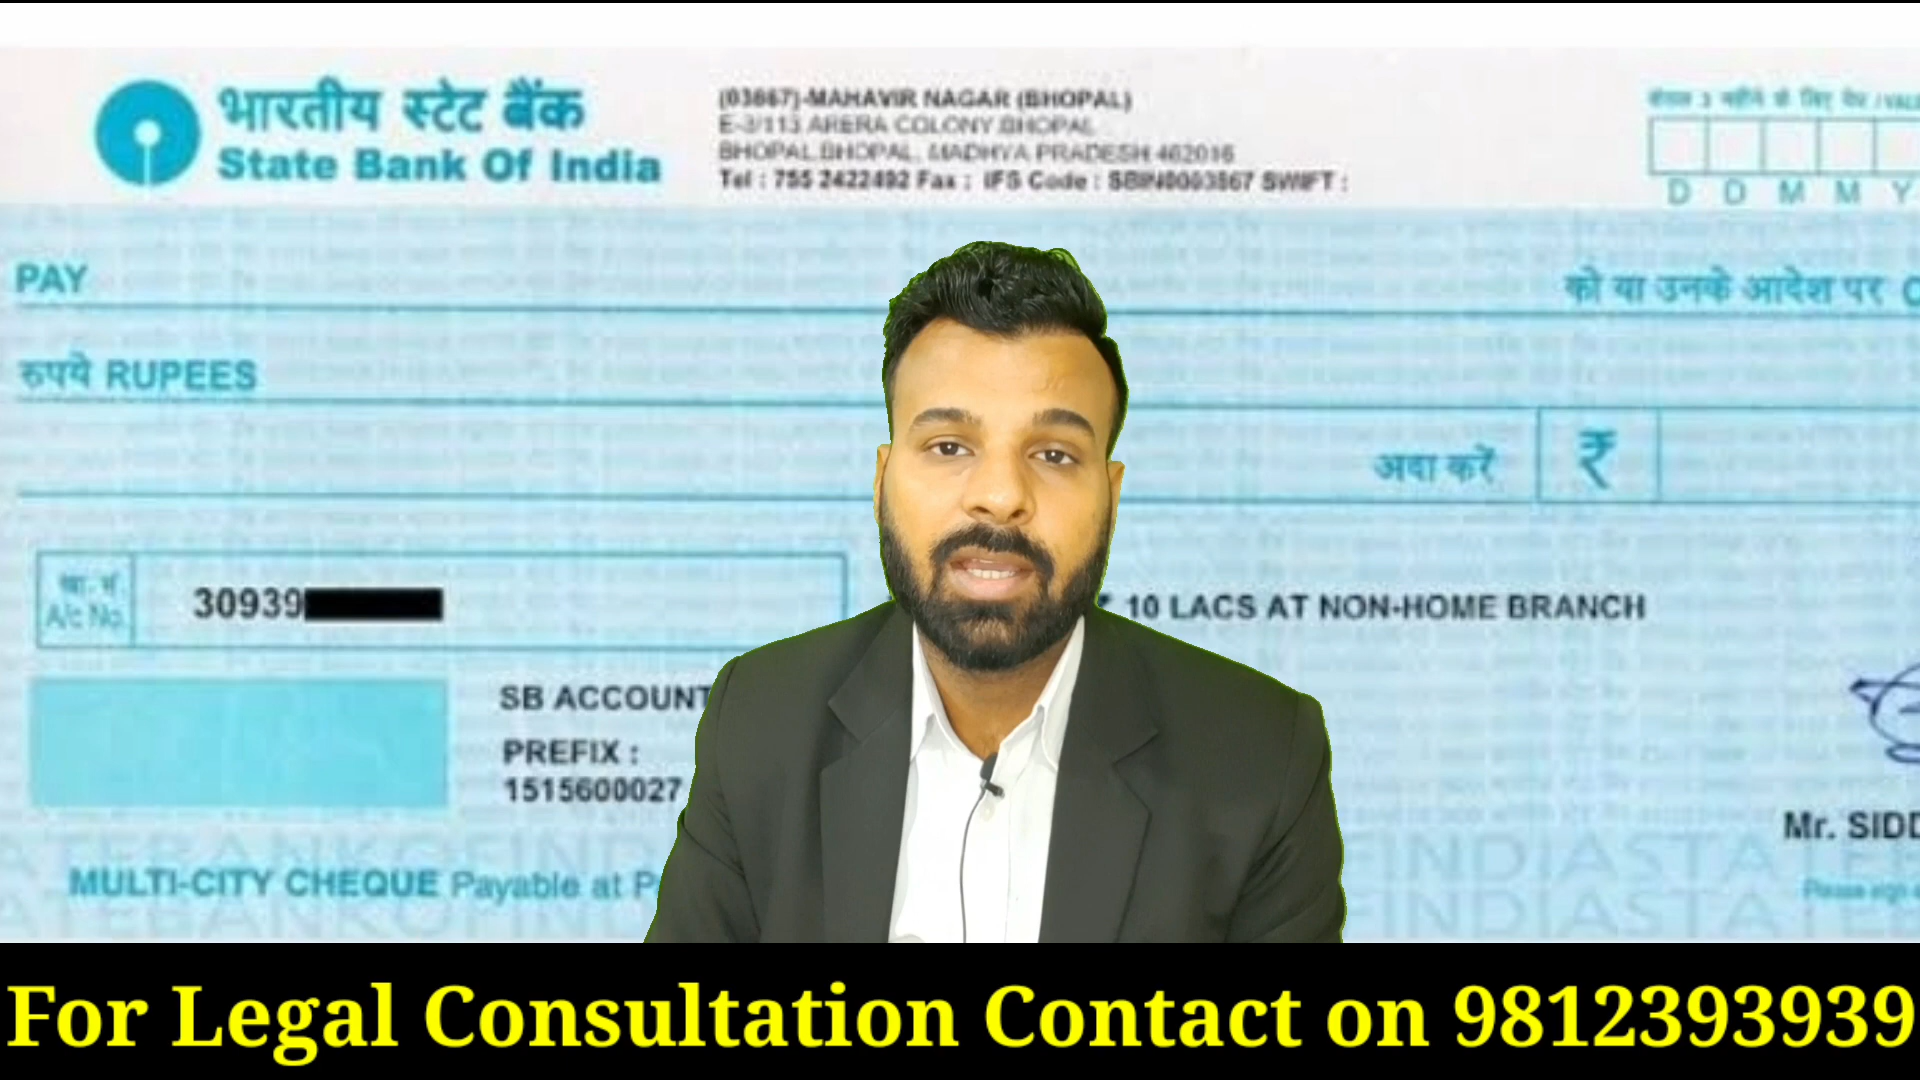 भारतीय स्टेट बैंक
State Bank Of India
(03867)-MAHAVIR NAGAR (BHOPAL)
E-3/113 ARERA COLONY,BHOPAL
BHOPAL,BHOPAL, MADHYA PRADESH 462016
Tel : 755 2422492 Fax : IFS Code : SBIN0003867 SWIFT :
D D M M Y
PAY
को या उनके आदेश पर
रुपये RUPEES
अदा करें
₹
A/c No.
30939
10 LACS AT NON-HOME BRANCH
SB ACCOUNT
PREFIX :
1515600027
Mr. SIDD
MULTI-CITY CHEQUE Payable at P
For Legal Consultation Contact on 9812393939